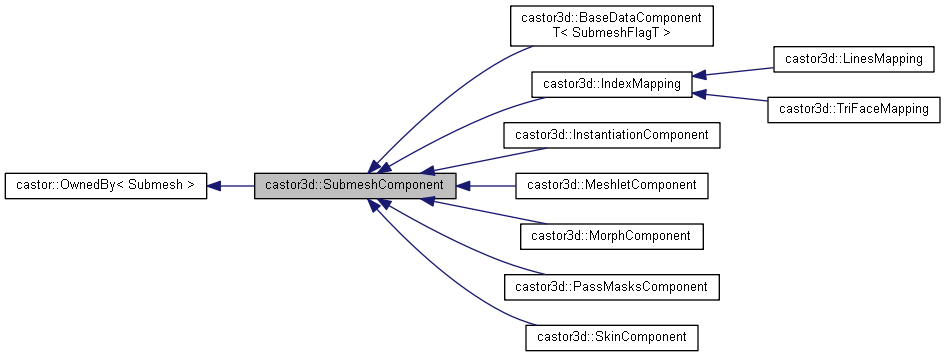 castor::OwnedBy< Submesh >
castor3d::SubmeshComponent
castor3d::BaseDataComponent
T< SubmeshFlagT >
castor3d::IndexMapping
castor3d::LinesMapping
castor3d::TriFaceMapping
castor3d::InstantiationComponent
castor3d::MeshletComponent
castor3d::MorphComponent
castor3d::PassMasksComponent
castor3d::SkinComponent